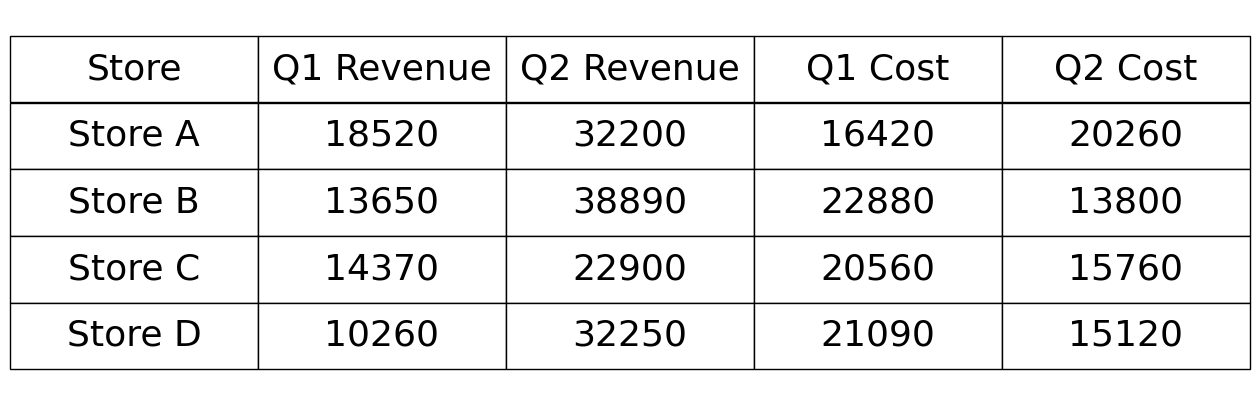 Store Q1 Revenue Q2 Revenue Q1 Cost Q2 Cost
Store A 18520 32200 16420 20260
Store B 13650 38890 22880 13800
Store C 14370 22900 20560 15760
Store D 10260 32250 21090 15120